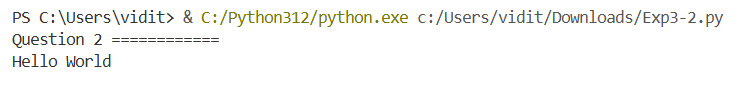 PS C:\Users\vidit> & C:/Python312/python.exe c:/Users/vidit/Downloads/Exp3-2.py
Question 2 ============
Hello World